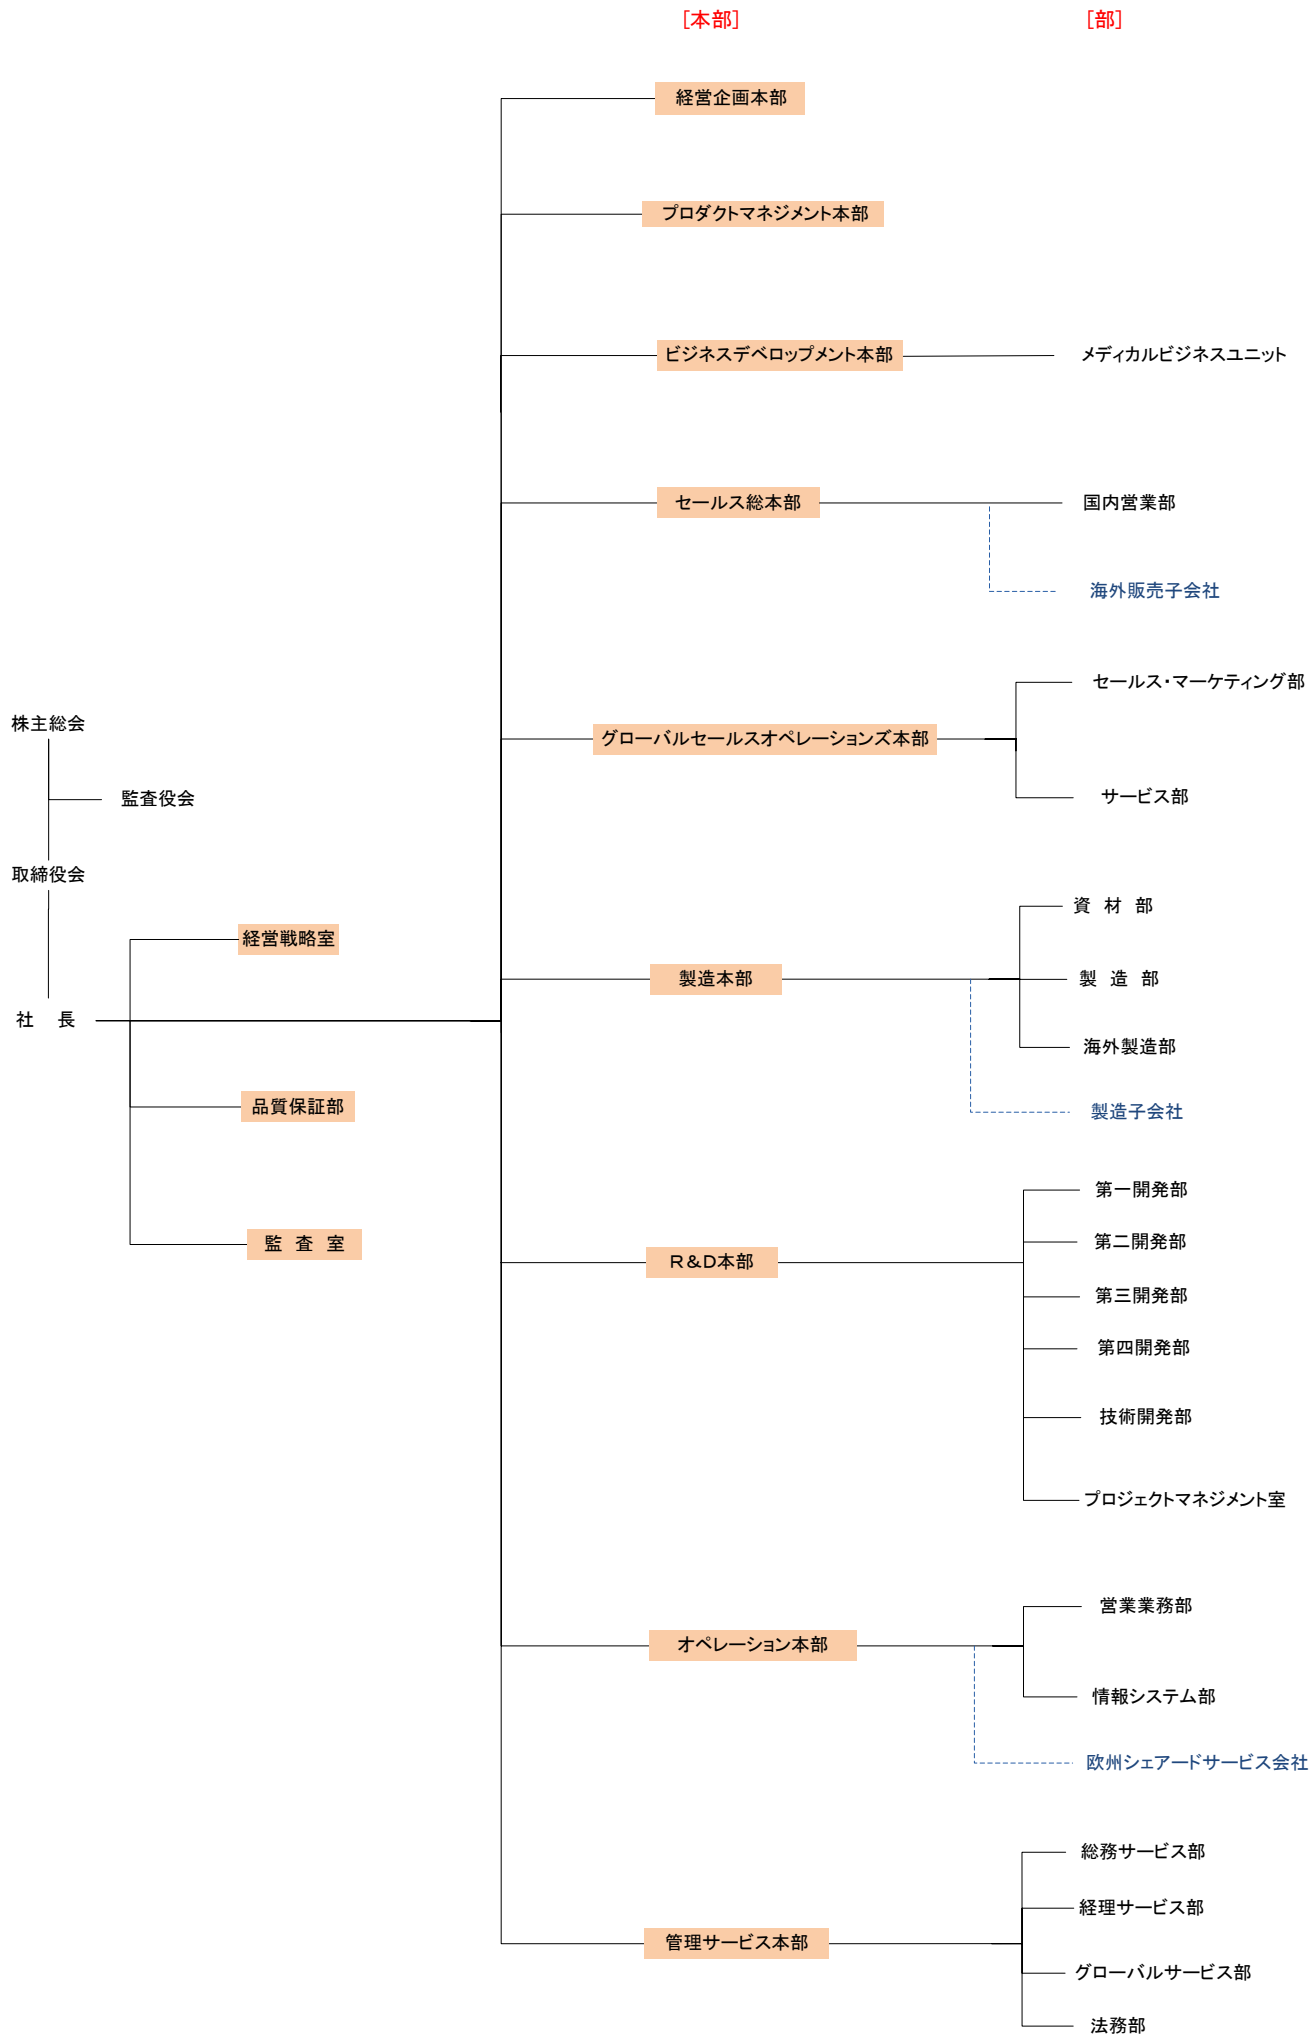 [本部]
[部]
経営企画本部
プロダクトマネジメント本部
ビジネスデベロップメント本部
メディカルビジネスユニット
セールス総本部
国内営業部
海外販売子会社
セールス・マーケティング部
グローバルセールスオペレーションズ本部
サービス部
株主総会
監査役会
取締役会
社　長
経営戦略室
品質保証部
監　査　室
資　材　部
製造本部
製　造　部
海外製造部
製造子会社
第一開発部
第二開発部
R&D本部
第三開発部
第四開発部
技術開発部
プロジェクトマネジメント室
営業業務部
オペレーション本部
情報システム部
欧州シェアードサービス会社
総務サービス部
経理サービス部
管理サービス本部
グローバルサービス部
法務部